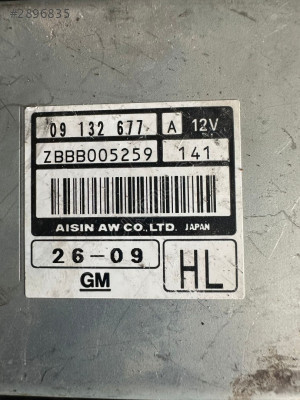 #2896835
09 132 677 A 12V
ZBBB005259 141
AISIN AW CO.,LTD. JAPAN
26-09 HL
GM